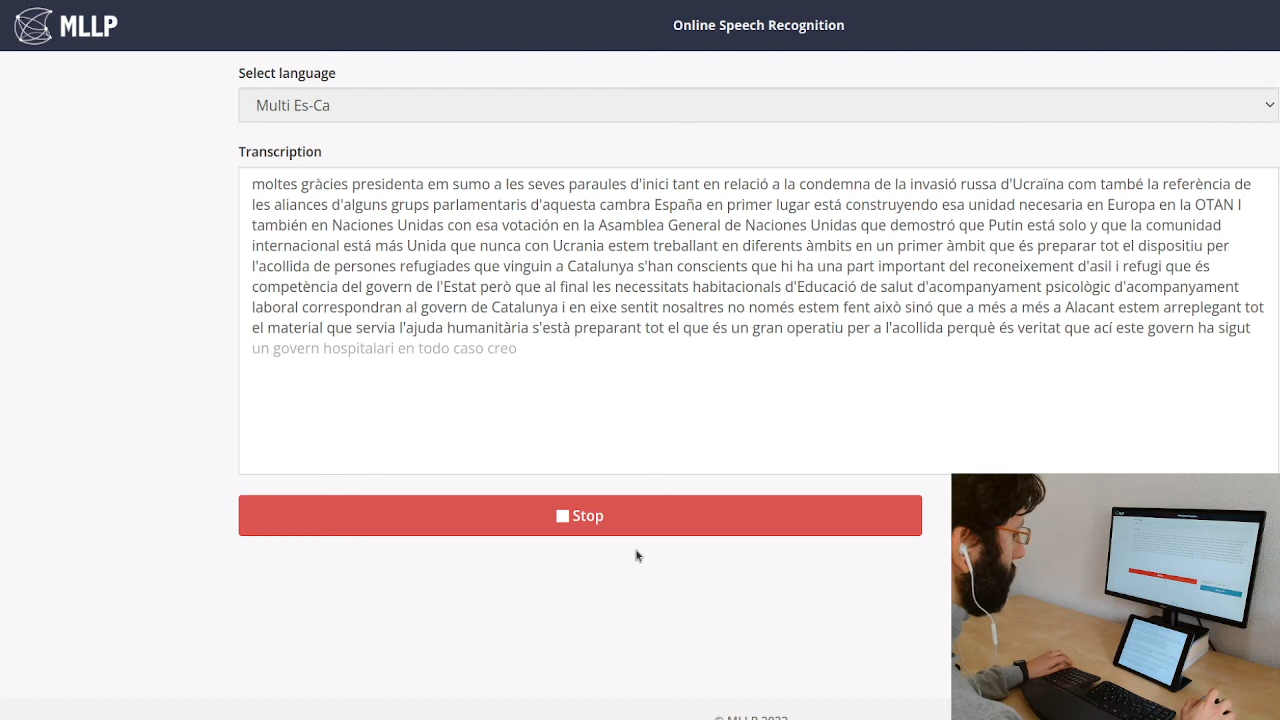 MLLP
Online Speech Recognition
Select language
Multi Es-Ca
Transcription
moltes gràcies presidenta em sumo a les seves paraules d'inici tant en relació a la condemna de la invasió russa d'Ucraïna com també la referència de
les aliances d'alguns grups parlamentaris d'aquesta cambra España en primer lugar está construyendo esa unidad necesaria en Europa en la OTAN I
también en Naciones Unidas con esa votación en la Asamblea General de Naciones Unidas que demostró que Putin está solo y que la comunidad
internacional está más Unida que nunca con Ucrania estem treballant en diferents àmbits en un primer àmbit que és preparar tot el dispositiu per
l'acollida de persones refugiades que vinguin a Catalunya s'han conscients que hi ha una part important del reconeixement d'asil i refugi que és
competència del govern de l'Estat però que al final les necessitats habitacionals d'Educació de salut d'acompanyament psicològic d'acompanyament
laboral correspondran al govern de Catalunya i en eixe sentit nosaltres no només estem fent això sinó que a més a més a Alacant estem arreplegant tot
el material que servia l'ajuda humanitària s'està preparant tot el que és un gran operatiu per a l'acollida perquè és veritat que ací este govern ha sigut
un govern hospitalari en todo caso creo
Stop